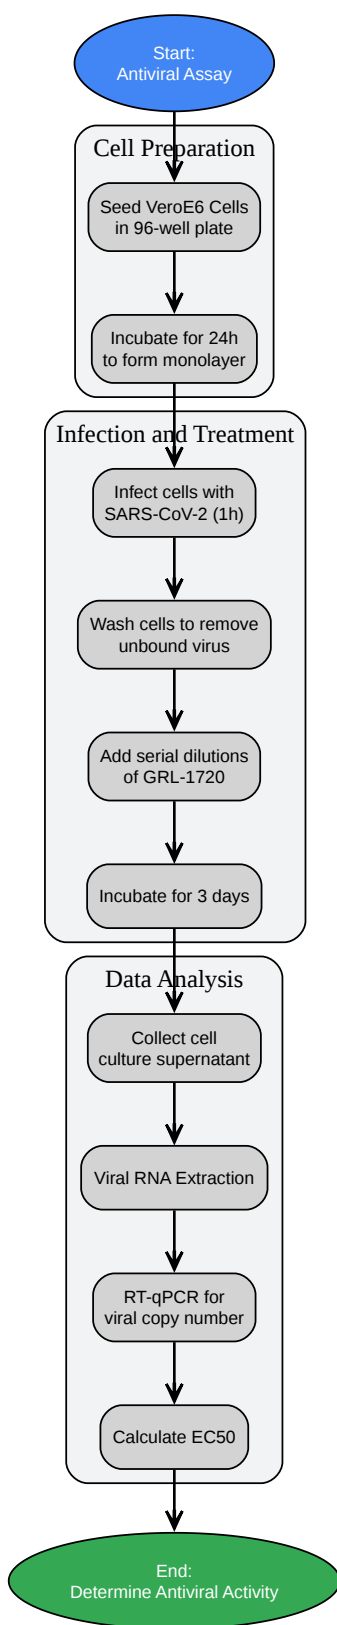 Start:
Antiviral Assay
Cell Preparation
Seed VeroE6 Cells
in 96-well plate
Incubate for 24h
to form monolayer
Infection and Treatment
Infect cells with
SARS-CoV-2 (1h)
Wash cells to remove
unbound virus
Add serial dilutions
of GRL-1720
Incubate for 3 days
Data Analysis
Collect cell
culture supernatant
Viral RNA Extraction
RT-qPCR for
viral copy number
Calculate EC50
End:
Determine Antiviral Activity